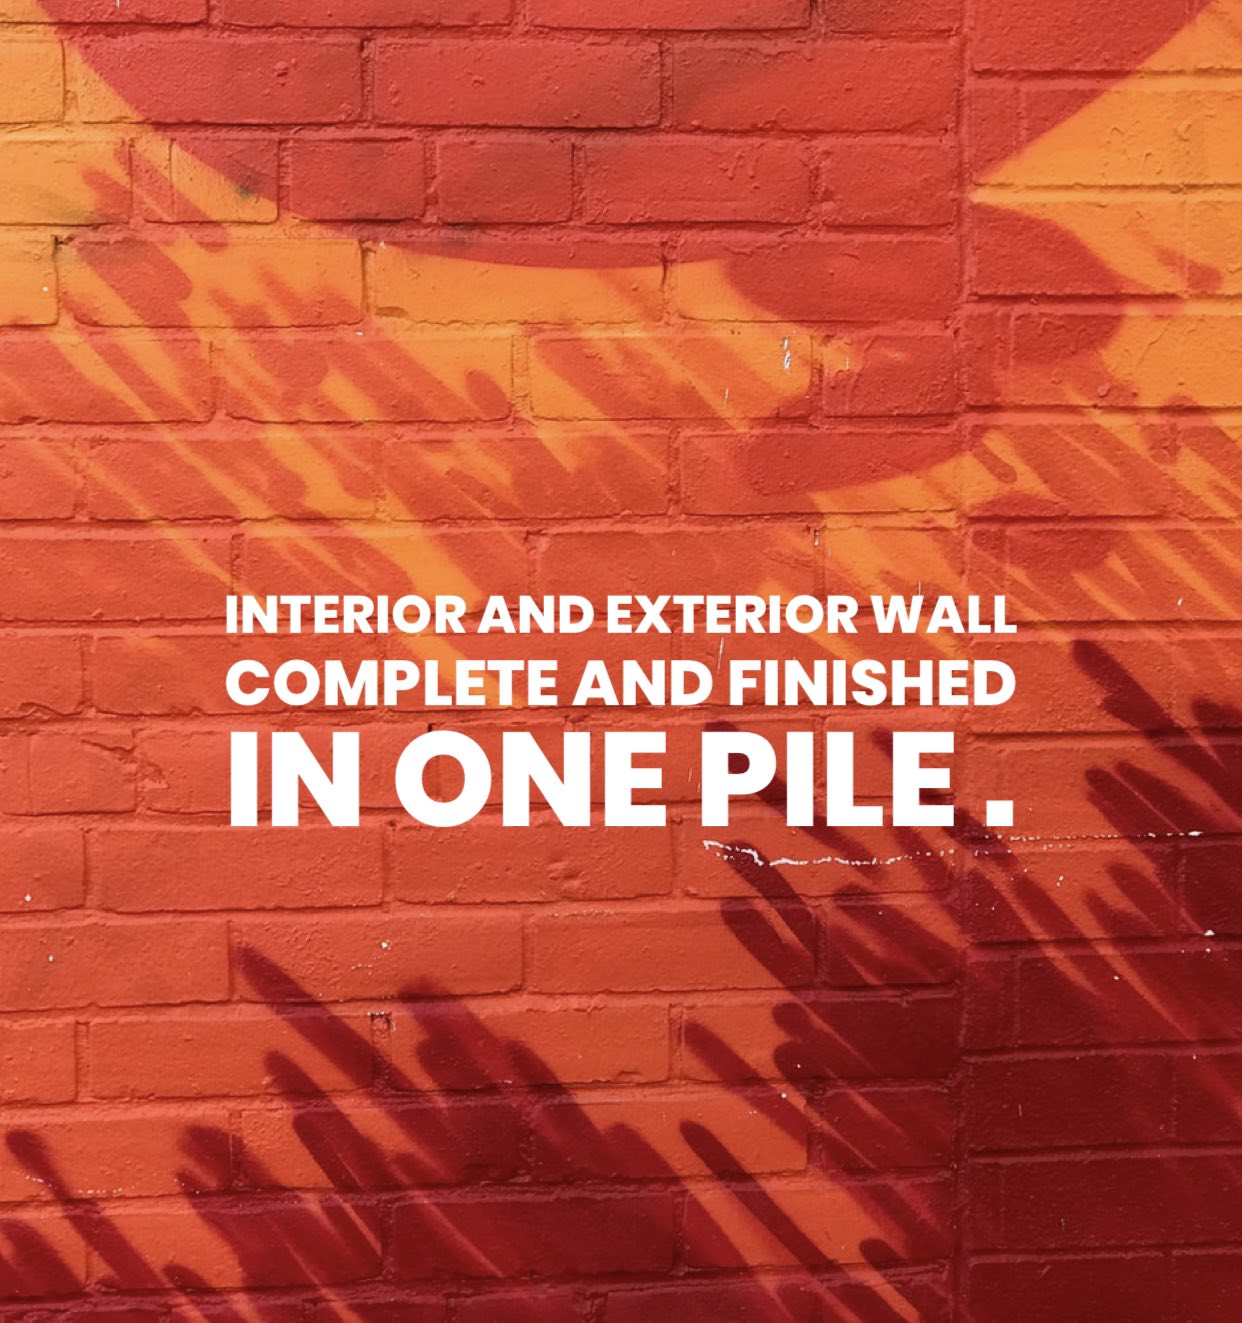 INTERIOR AND EXTERIOR WALL
COMPLETE AND FINISHED
IN ONE PILE .